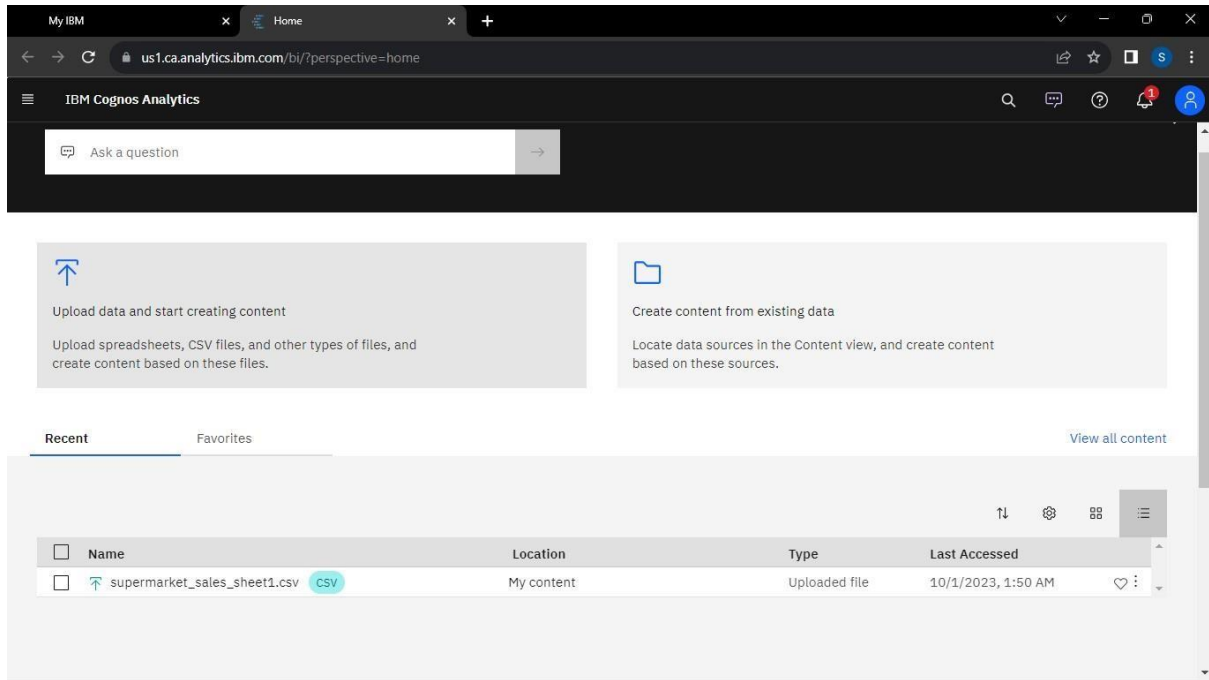 My IBM
Home
us1.ca.analytics.ibm.com/bi/?perspective=home
S
IBM Cognos Analytics
1
Ask a question
Upload data and start creating content
Upload spreadsheets, CSV files, and other types of files, and
create content based on these files.
Create content from existing data
Locate data sources in the Content view, and create content
based on these sources.
Recent Favorites View all content
Name Location Type Last Accessed
supermarket_sales_sheet1.csv CSV My content Uploaded file 10/1/2023, 1:50 AM